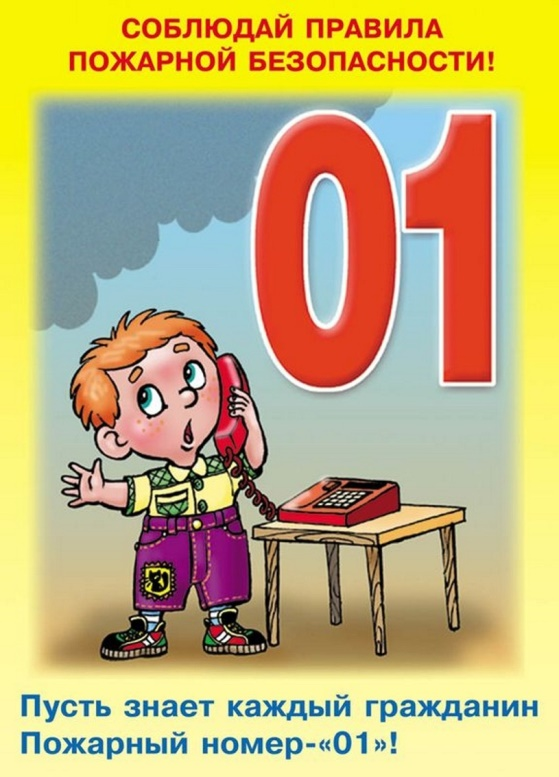 СОБЛЮДАЙ ПРАВИЛА
ПОЖАРНОЙ БЕЗОПАСНОСТИ!
01
Пусть знает каждый гражданин
Пожарный номер-«01»!